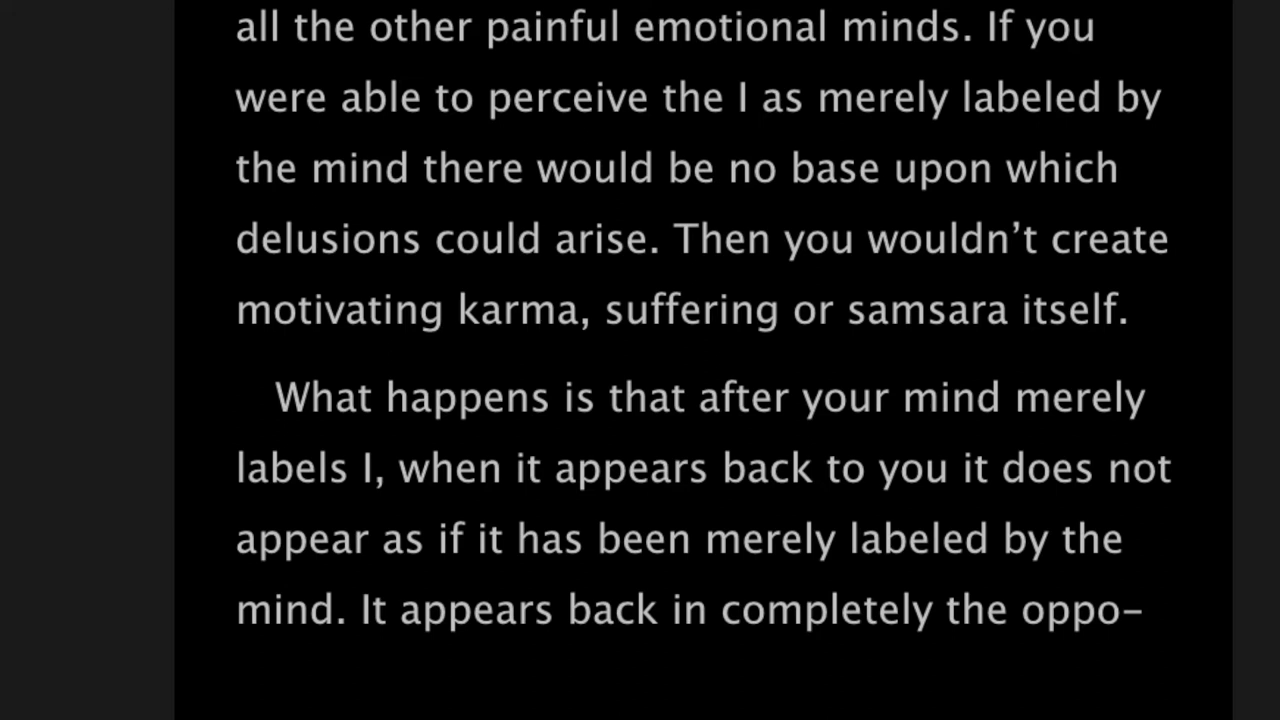 all the other painful emotional minds. If you
were able to perceive the I as merely labeled by
the mind there would be no base upon which
delusions could arise. Then you wouldn’t create
motivating karma, suffering or samsara itself.
What happens is that after your mind merely
labels I, when it appears back to you it does not
appear as if it has been merely labeled by the
mind. It appears back in completely the oppo-